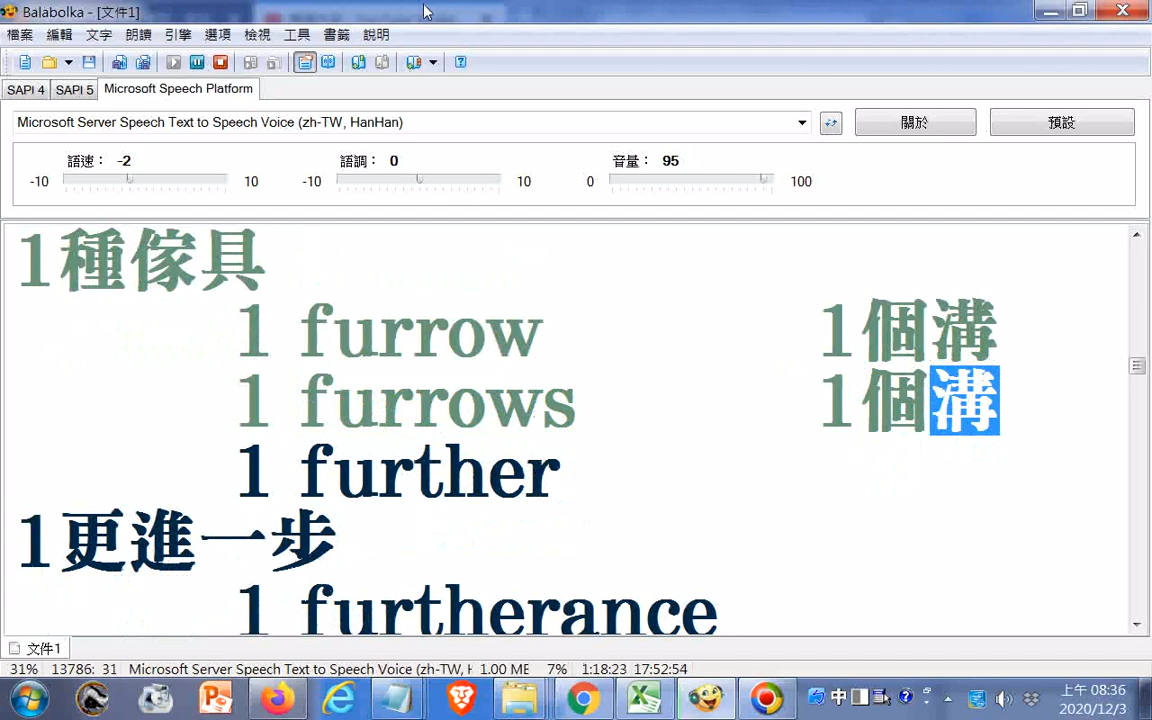 Balabolka - [文件1]
檔案 編輯 文字 朗讀 引擎 選項 檢視 工具 書籤 說明
SAPI 4 SAPI 5 Microsoft Speech Platform
Microsoft Server Speech Text to Speech Voice (zh-TW, HanHan) 關於 預設
語速： -2 語調： 0 音量： 95
-10 10 -10 10 0 100
1種傢具
1 furrow 1個溝
1 furrows 1個溝
1 further
1更進一步
1 furtherance
文件1
31% 13786: 31 Microsoft Server Speech Text to Speech Voice (zh-TW, H 1.00 ME 7% 1:18:23 17:52:54
中 上午 08:36
2020/12/3